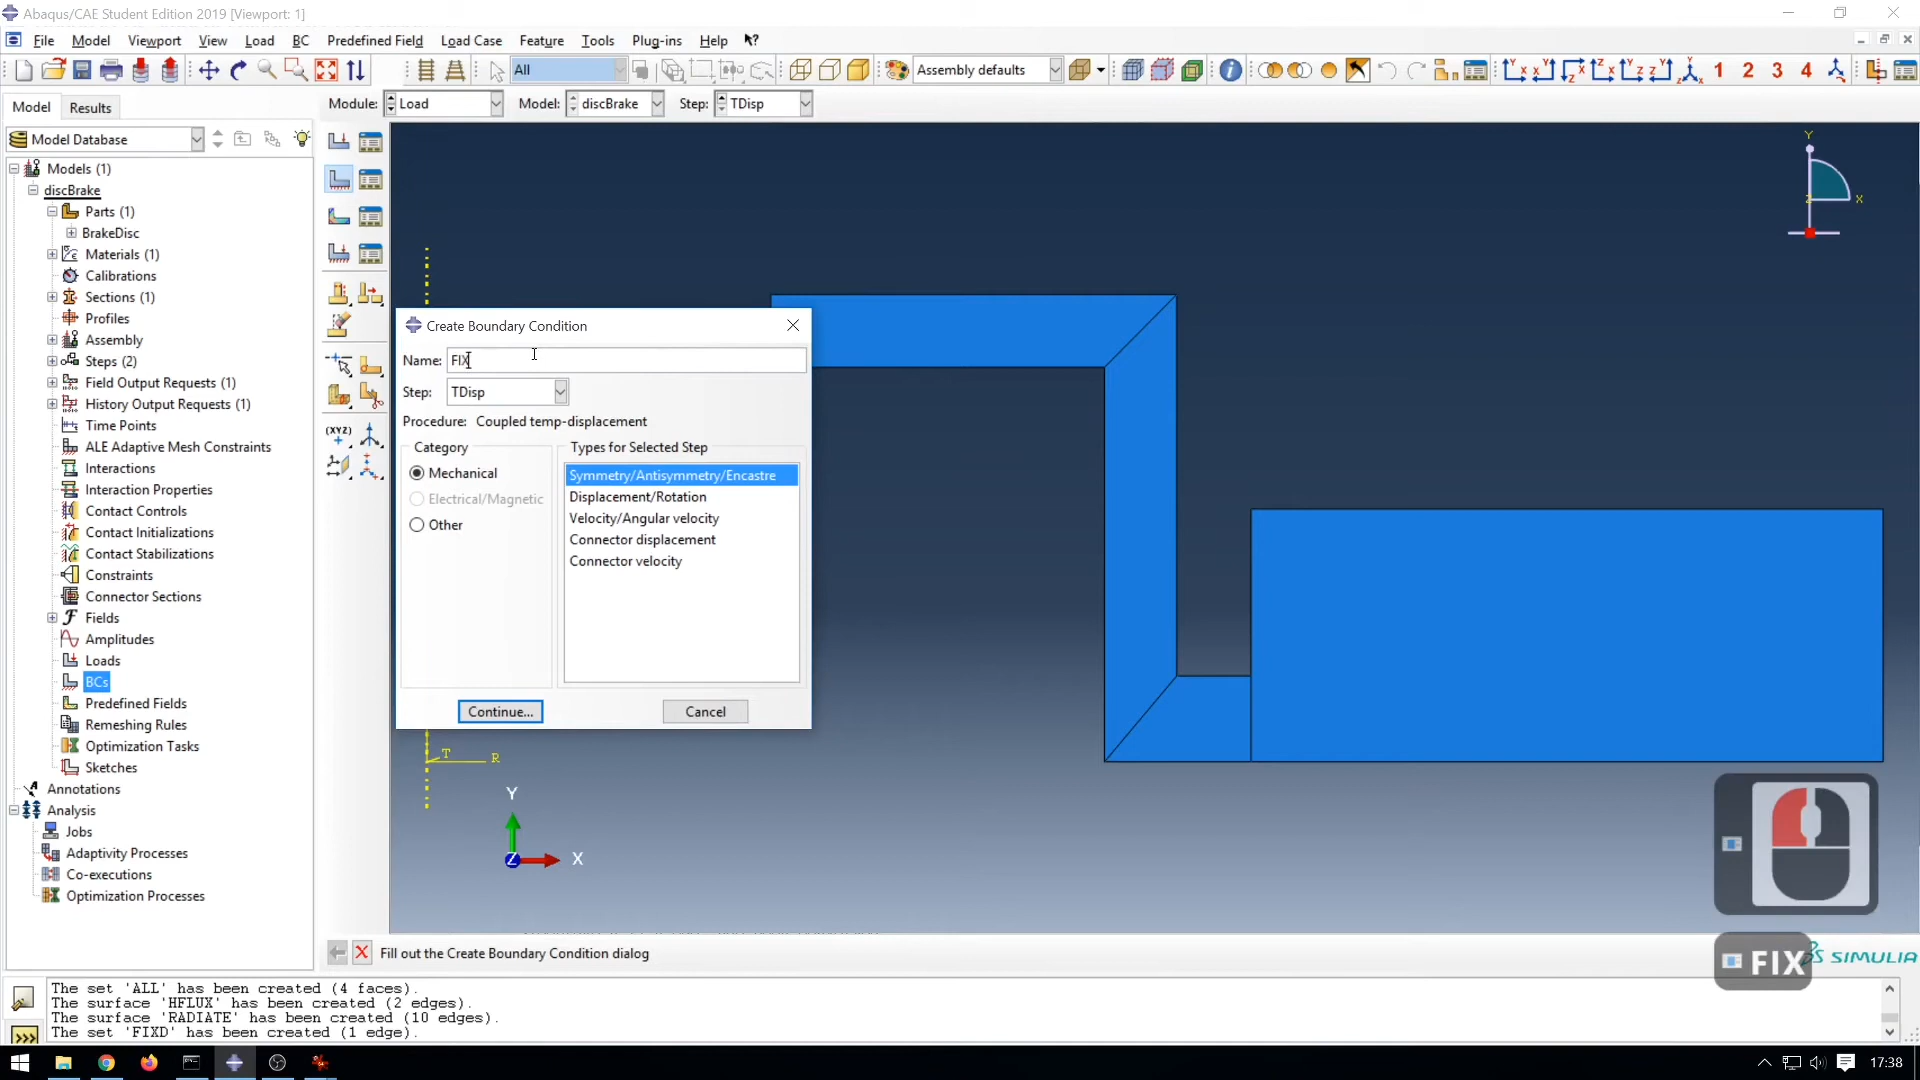 Abaqus/CAE Student Edition 2019 [Viewport: 1]
File Model Viewport View Load BC Predefined Field Load Case Feature Tools Plug-ins Help
All
Assembly defaults
1 2 3 4
Model Results
Module: Load Model: discBrake Step: TDisp
Model Database
Models (1)
discBrake
Parts (1)
BrakeDisc
Materials (1)
Calibrations
Sections (1)
Profiles
Assembly
Steps (2)
Field Output Requests (1)
History Output Requests (1)
Time Points
ALE Adaptive Mesh Constraints
Interactions
Interaction Properties
Contact Controls
Contact Initializations
Contact Stabilizations
Constraints
Connector Sections
Fields
Amplitudes
Loads
BCs
Predefined Fields
Remeshing Rules
Optimization Tasks
Sketches
Annotations
Analysis
Jobs
Adaptivity Processes
Co-executions
Optimization Processes
(XYZ)
Create Boundary Condition
Name: FIX
Step: TDisp
Procedure: Coupled temp-displacement
Category
Mechanical
Electrical/Magnetic
Other
Types for Selected Step
Symmetry/Antisymmetry/Encastre
Displacement/Rotation
Velocity/Angular velocity
Connector displacement
Connector velocity
Continue...
Cancel
Y
X
Z
T
R
Y
Z
X
FIX
SIMULIA
Fill out the Create Boundary Condition dialog
The set 'ALL' has been created (4 faces).
The surface 'HFLUX' has been created (2 edges).
The surface 'RADIATE' has been created (10 edges).
The set 'FIXD' has been created (1 edge).
>>>
17:38